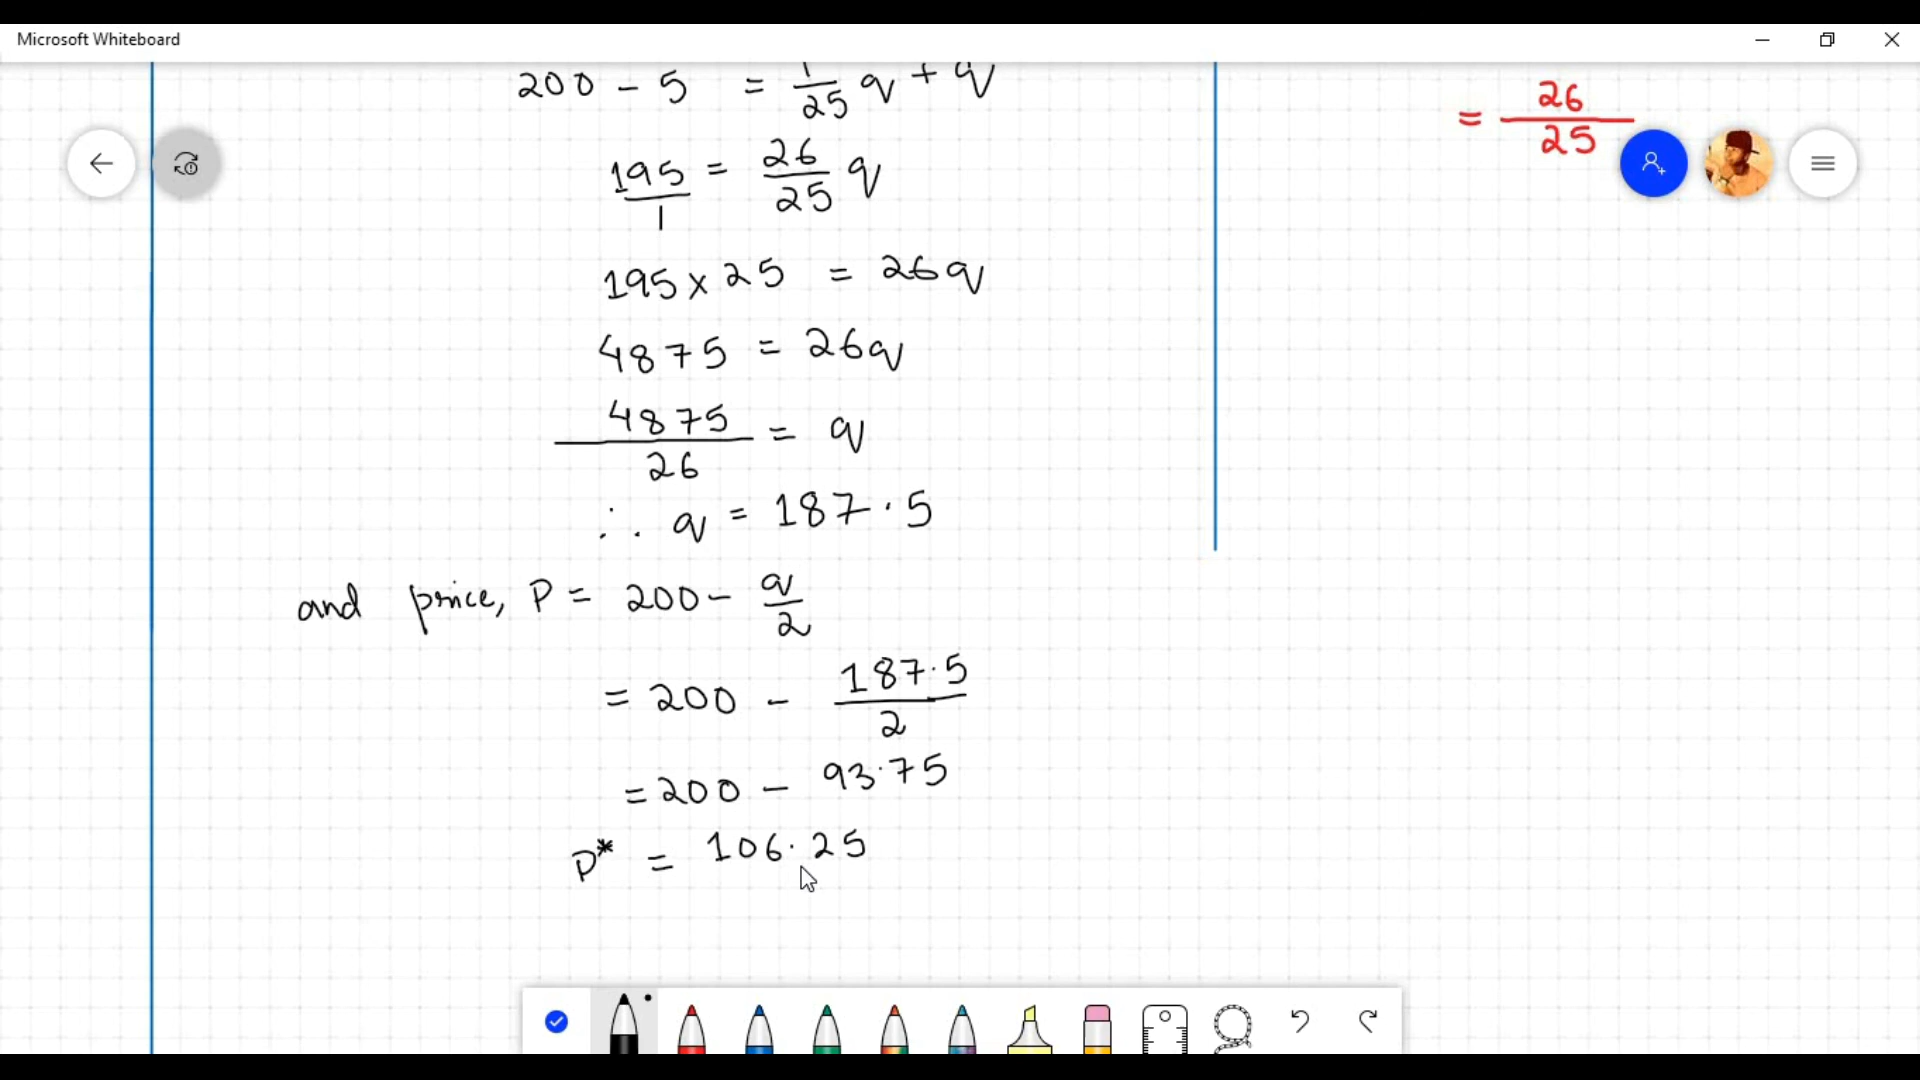 Microsoft Whiteboard
200 - 5 = 1/25 q + q
195/1 = 26/25 q
195 x 25 = 26q
4875 = 26q
4875/26 = q
∴ q = 187.5
and price, P = 200 - q/2
= 200 - 187.5/2
= 200 - 93.75
P* = 106.25
= 26/25